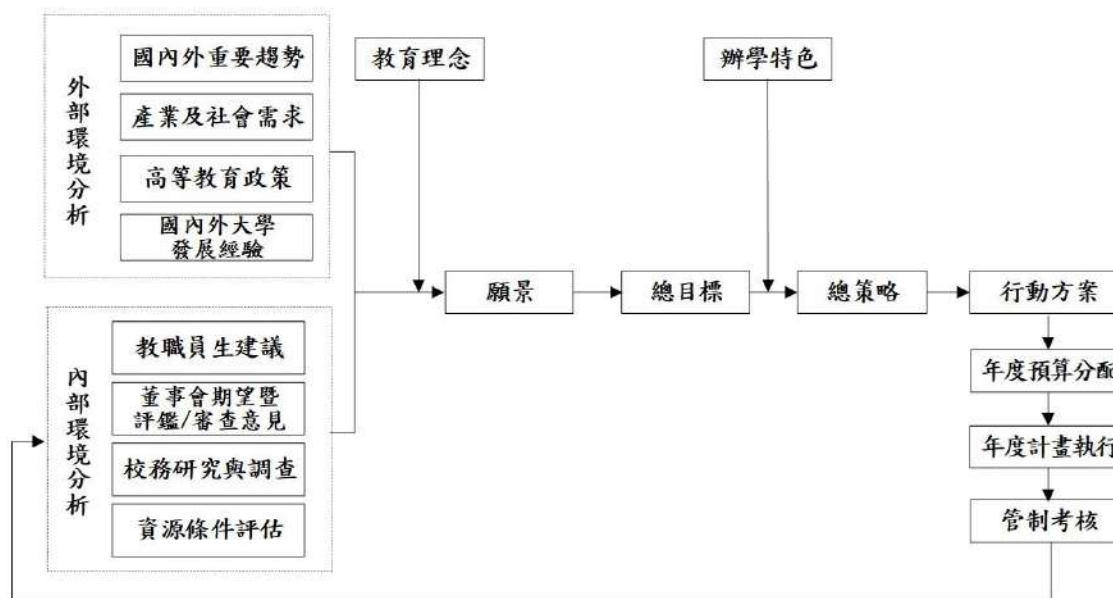 外部環境分析
國內外重要趨勢
產業及社會需求
高等教育政策
國內外大學
發展經驗
教育理念
辦學特色
願景
總目標
總策略
行動方案
年度預算分配
年度計畫執行
管制考核
內部環境分析
教職員生建議
董事會期望暨
評鑑/審查意見
校務研究與調查
資源條件評估